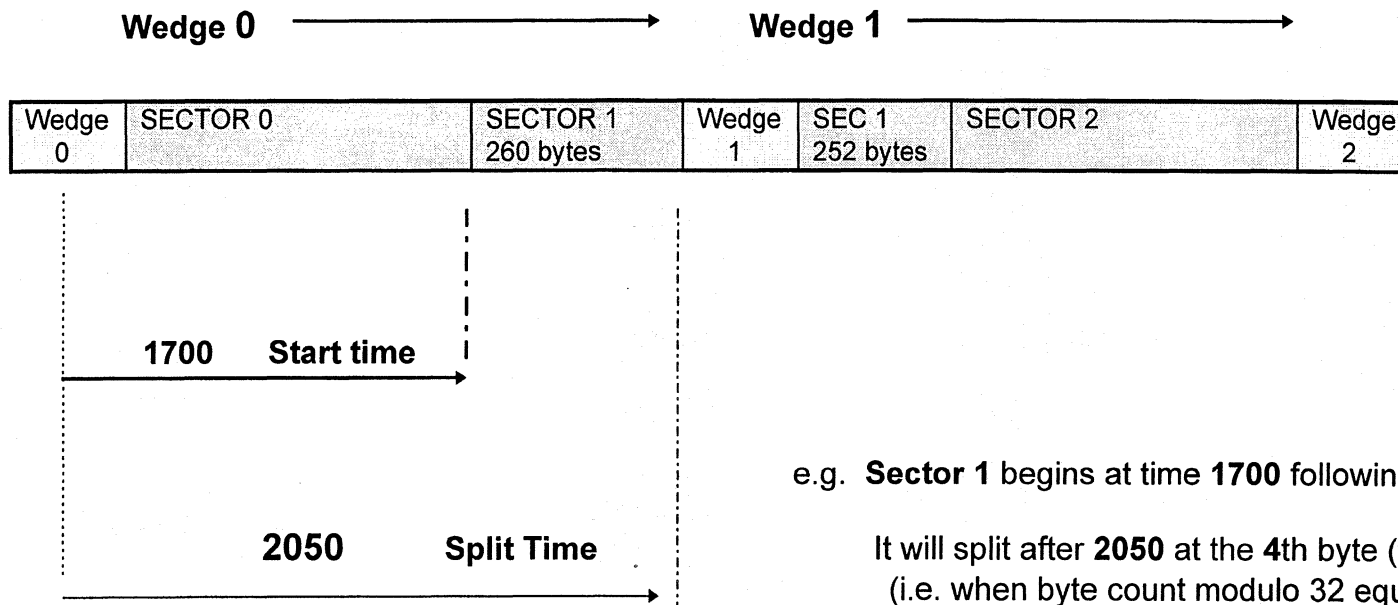 Wedge 0 Wedge 1
Wedge SECTOR 0 SECTOR 1 Wedge SEC 1 SECTOR 2 Wedge
0 260 bytes 1 252 bytes 2
1700 Start time
e.g. Sector 1 begins at time 1700 followin
2050 Split Time
It will split after 2050 at the 4th byte (
(i.e. when byte count modulo 32 equ